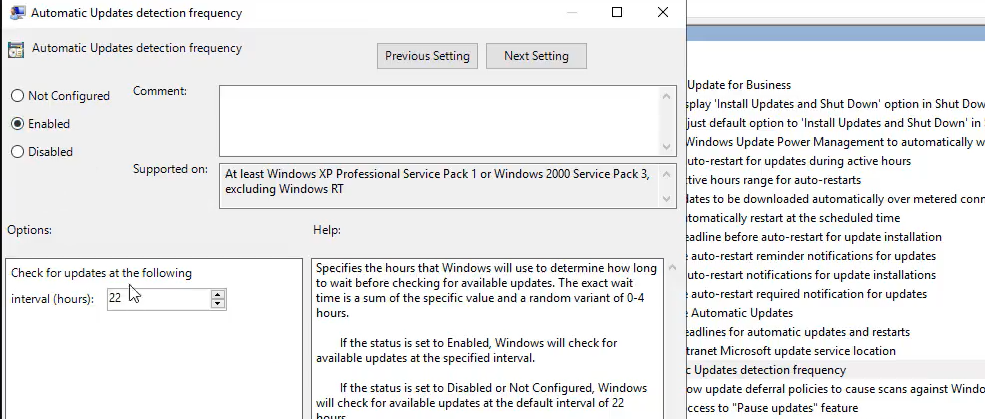 Automatic Updates detection frequency
Automatic Updates detection frequency
Previous Setting
Next Setting
Not Configured
Enabled
Disabled
Comment:
Supported on:
At least Windows XP Professional Service Pack 1 or Windows 2000 Service Pack 3,
excluding Windows RT
Options:
Help:
Check for updates at the following
interval (hours):
22
Specifies the hours that Windows will use to determine how long
to wait before checking for available updates. The exact wait
time is a sum of the specific value and a random variant of 0-4
hours.
If the status is set to Enabled, Windows will check for
available updates at the specified interval.
If the status is set to Disabled or Not Configured, Windows
will check for available updates at the default interval of 22
hours.
Update for Business
splay 'Install Updates and Shut Down' option in Shut Dow
just default option to 'Install Updates and Shut Down' in S
Windows Update Power Management to automatically w
uto-restart for updates during active hours
ctive hours range for auto-restarts
dates to be downloaded automatically over metered conn
utomatically restart at the scheduled time
eadline before auto-restart for update installation
e auto-restart reminder notifications for updates
e auto-restart notifications for update installations
e auto-restart required notification for updates
e Automatic Updates
eadlines for automatic updates and restarts
tranet Microsoft update service location
c Updates detection frequency
ow update deferral policies to cause scans against Windo
ccess to "Pause updates" feature